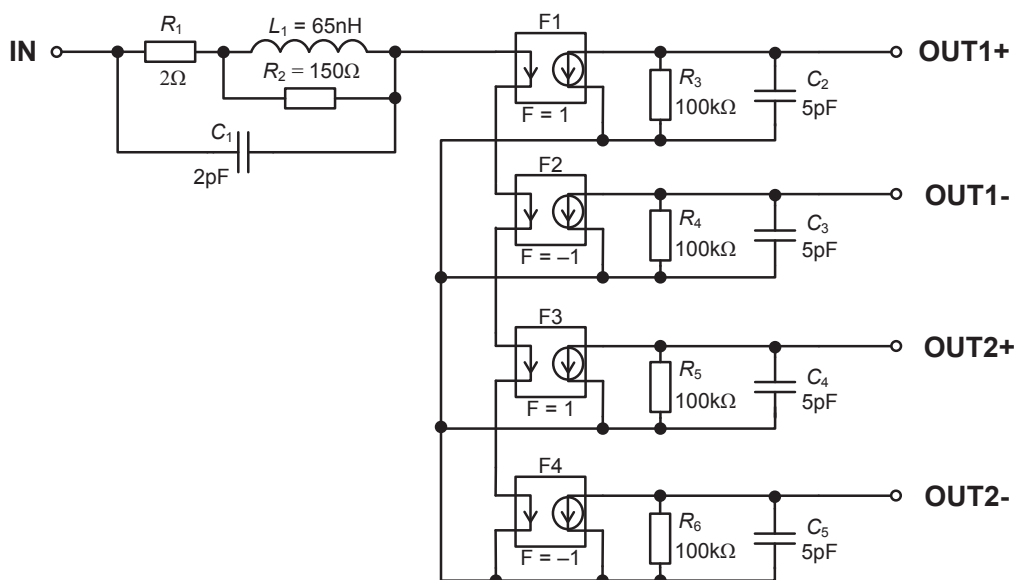 IN
R1
2Ω
L1 = 65nH
R2 = 150Ω
C1
2pF
F1
F = 1
R3
100kΩ
C2
5pF
OUT1+
F2
F = –1
R4
100kΩ
C3
5pF
OUT1-
F3
F = 1
R5
100kΩ
C4
5pF
OUT2+
F4
F = –1
R6
100kΩ
C5
5pF
OUT2-